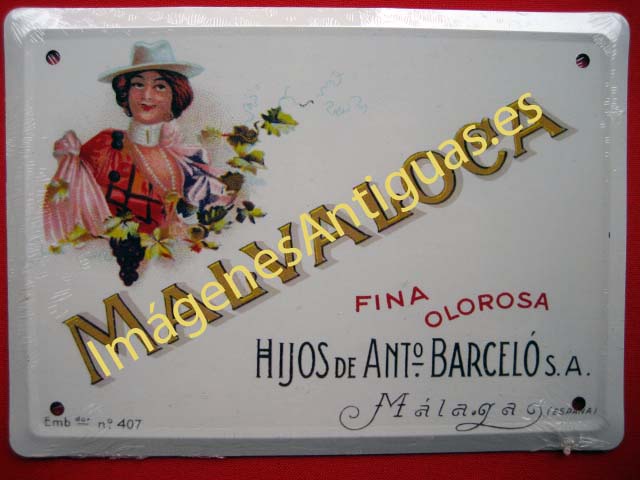 MALVALOCA
ImágenesAntiguas.es
FINA
OLOROSA
HIJOS DE ANTº BARCELÓ S.A.
Málaga (ESPAÑA)
Emb dor nº 407